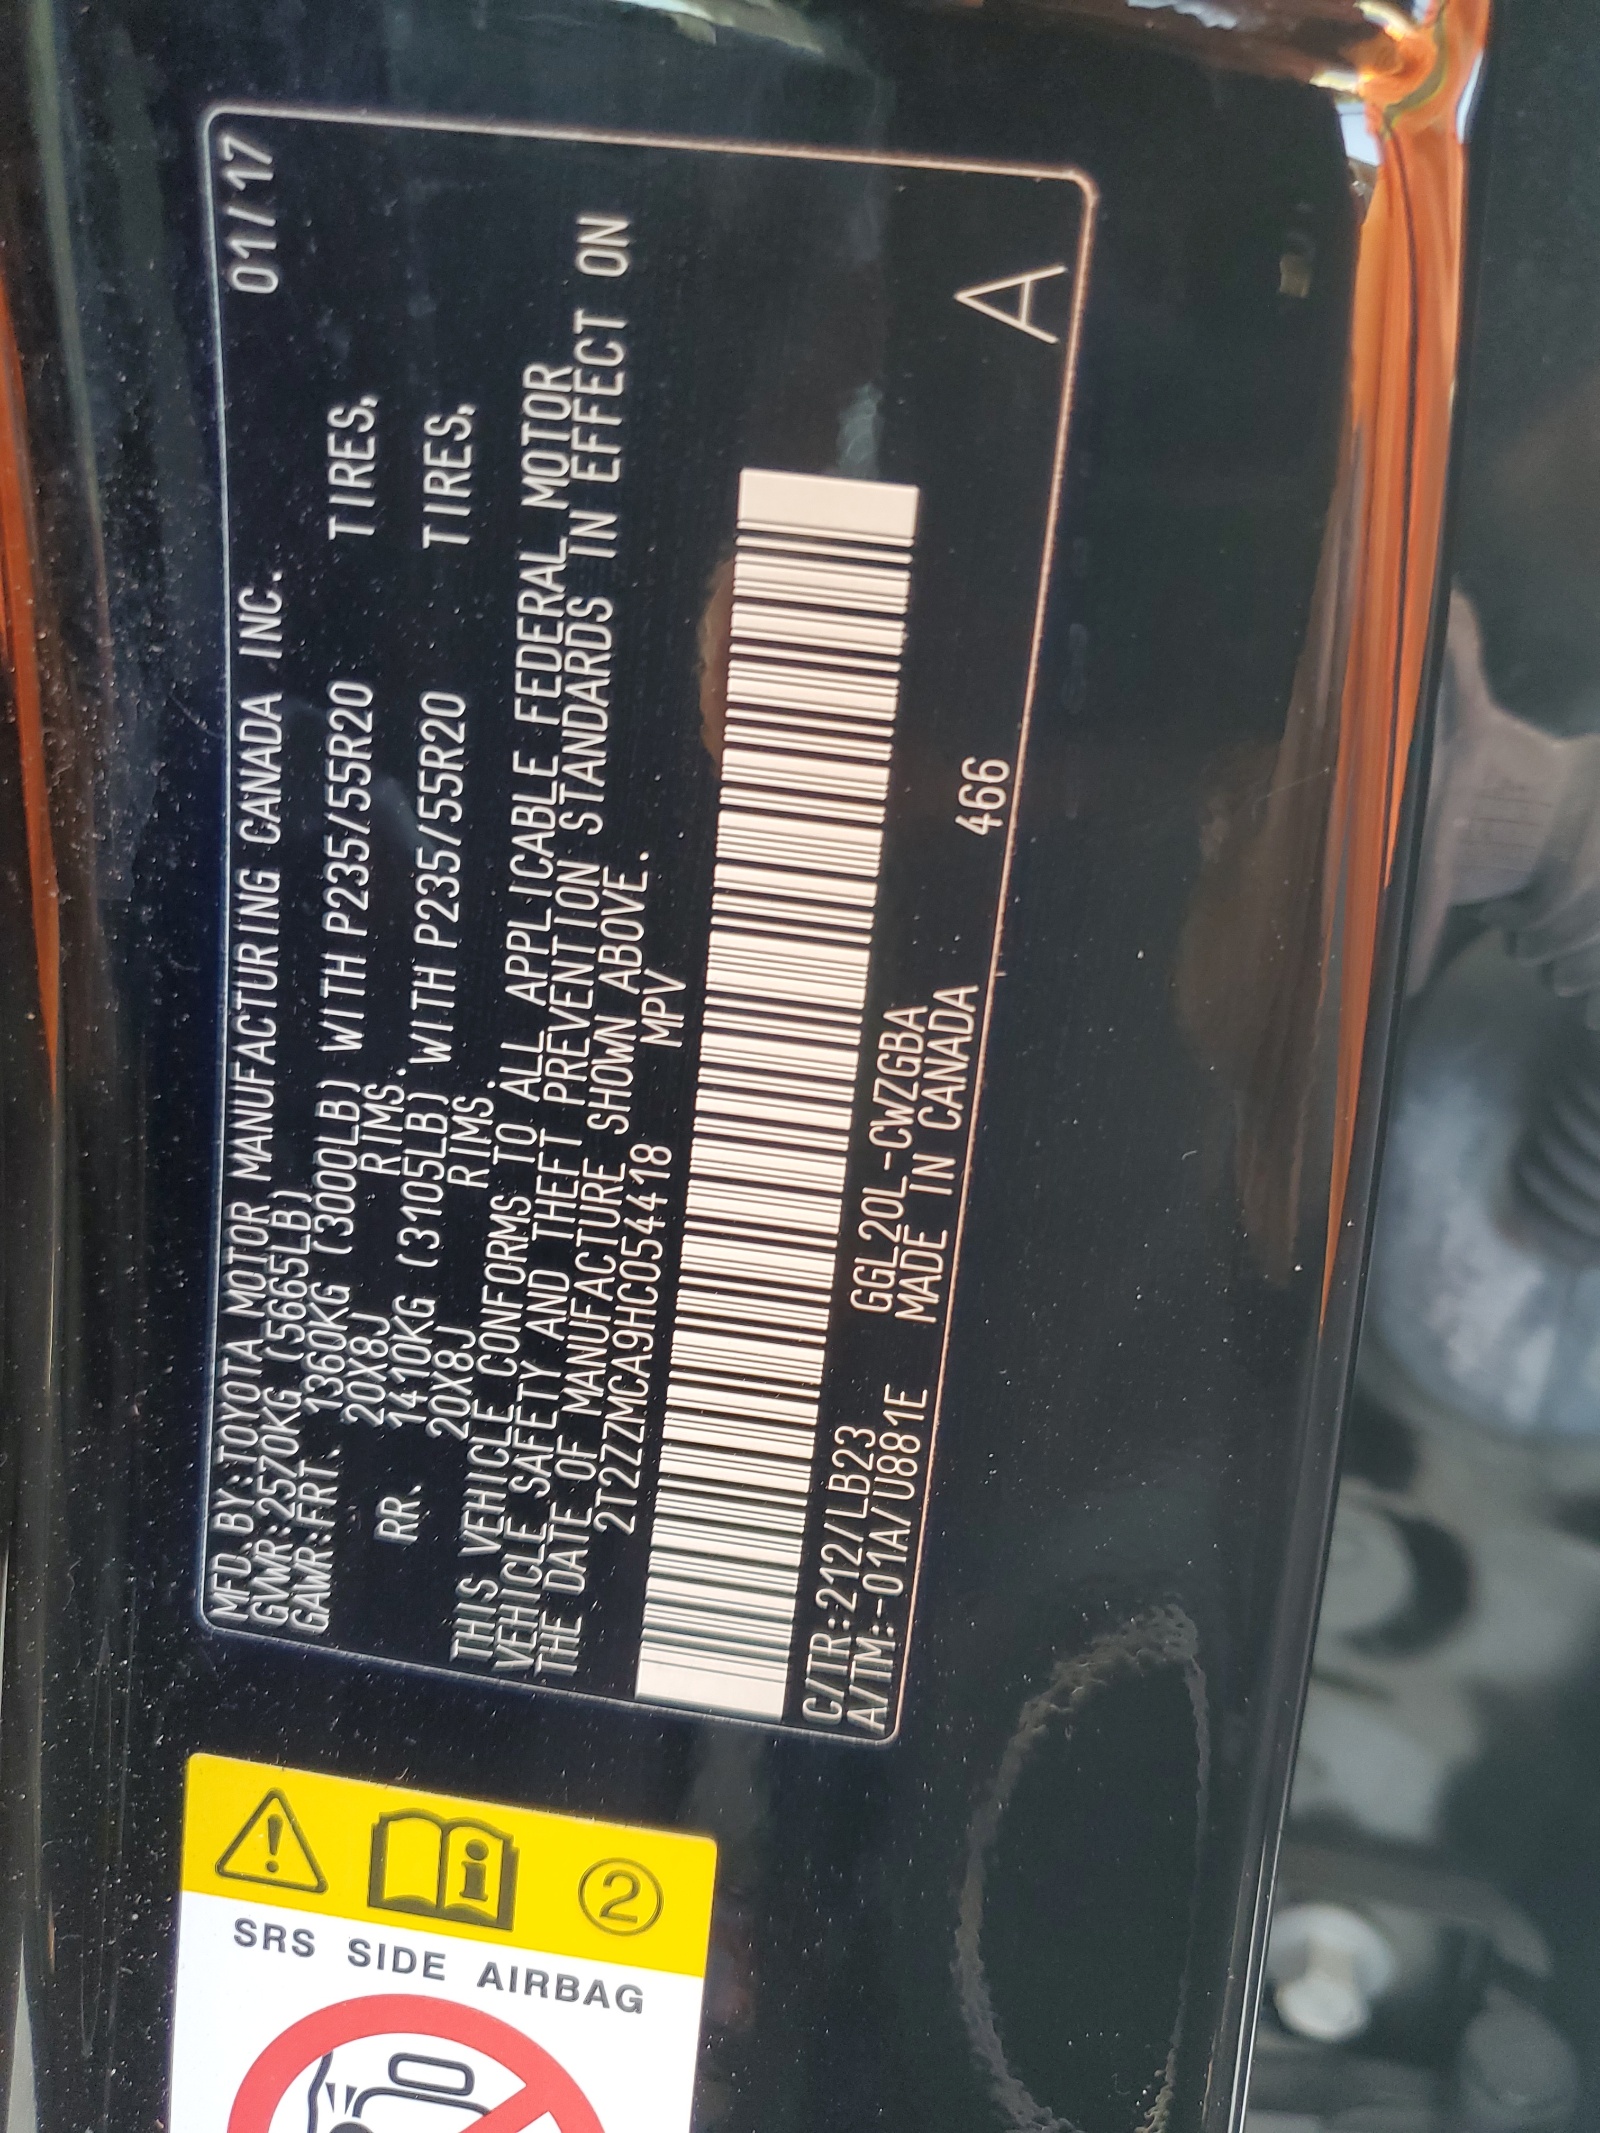 MFD.BY:TOYOTA MOTOR MANUFACTURING CANADA INC. 01/17
GVWR:2570KG (5665LB)
GAWR:FRT. 1360KG (3000LB) WITH P235/55R20 TIRES,
20X8J RIMS.
RR. 1410KG (3105LB) WITH P235/55R20 TIRES,
20X8J RIMS.
THIS VEHICLE CONFORMS TO ALL APPLICABLE FEDERAL MOTOR
VEHICLE SAFETY AND THEFT PREVENTION STANDARDS IN EFFECT ON
THE DATE OF MANUFACTURE SHOWN ABOVE.
2T2ZZMCA9HC054418 MPV
C/TR:212/LB23 GGL20L-CWZGBA
A/TM:-01A/U881E MADE IN CANADA 466 A
2
SRS SIDE AIRBAG